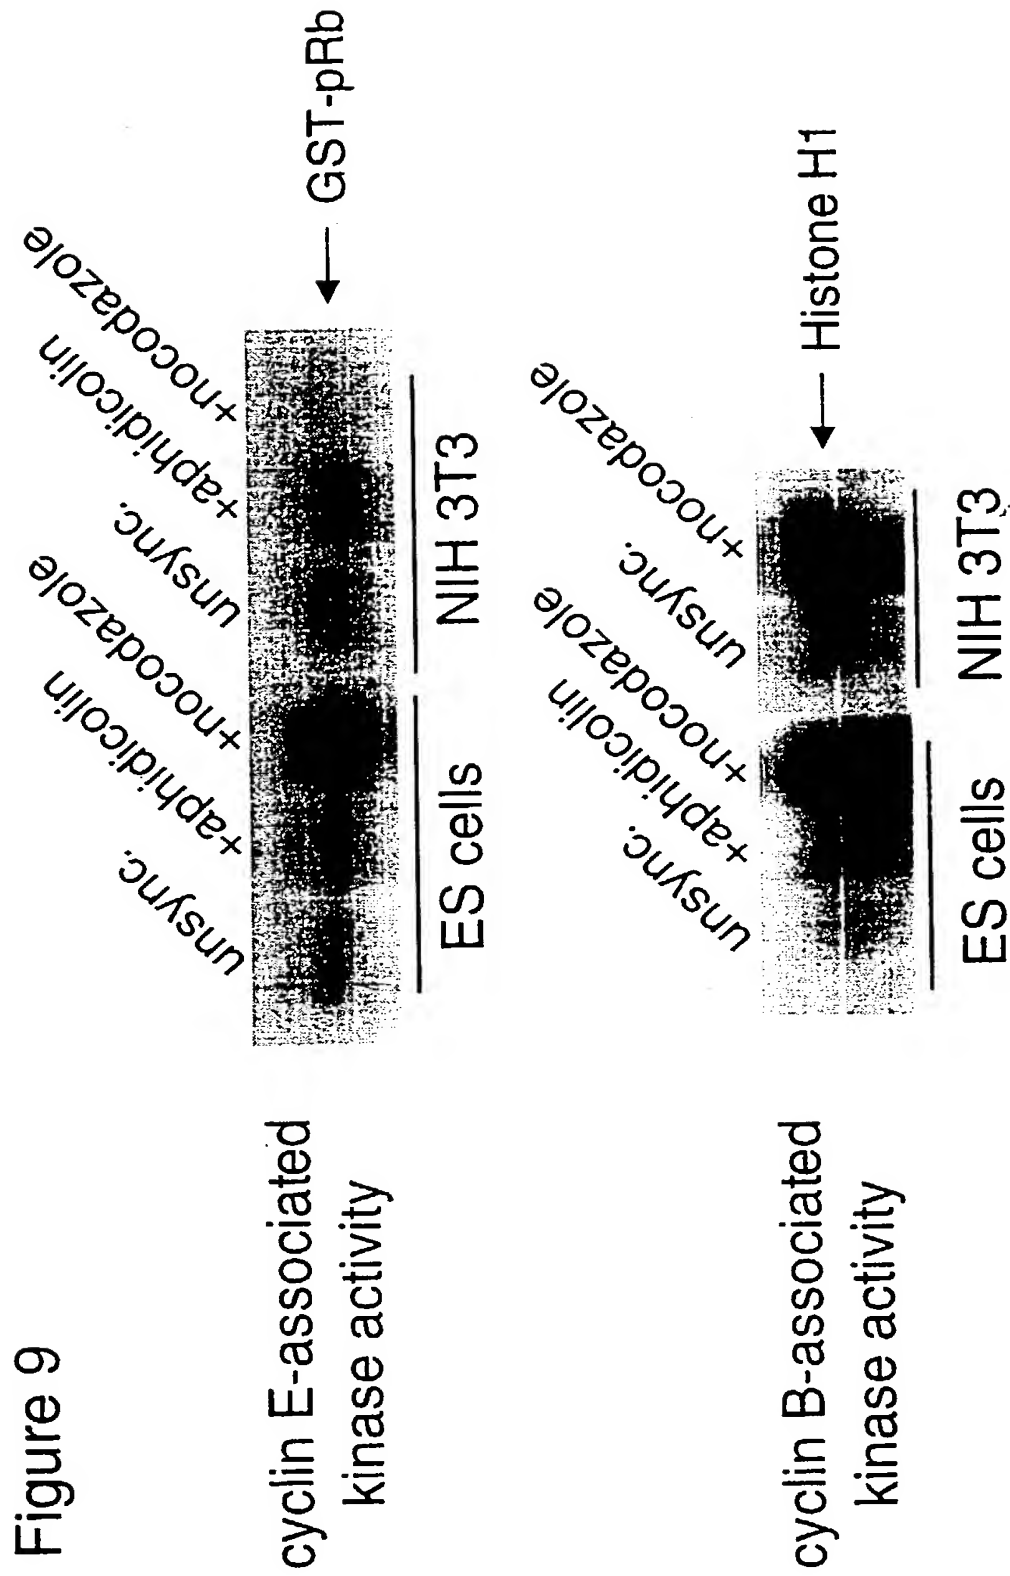 Figure 9
cyclin E-associated
kinase activity
unsync.
+aphidicolin
+nocodazole
unsync.
+aphidicolin
+nocodazole
GST-pRb
ES cells
NIH 3T3
cyclin B-associated
kinase activity
unsync.
+aphidicolin
+nocodazole
unsync.
+nocodazole
Histone H1
ES cells
NIH 3T3